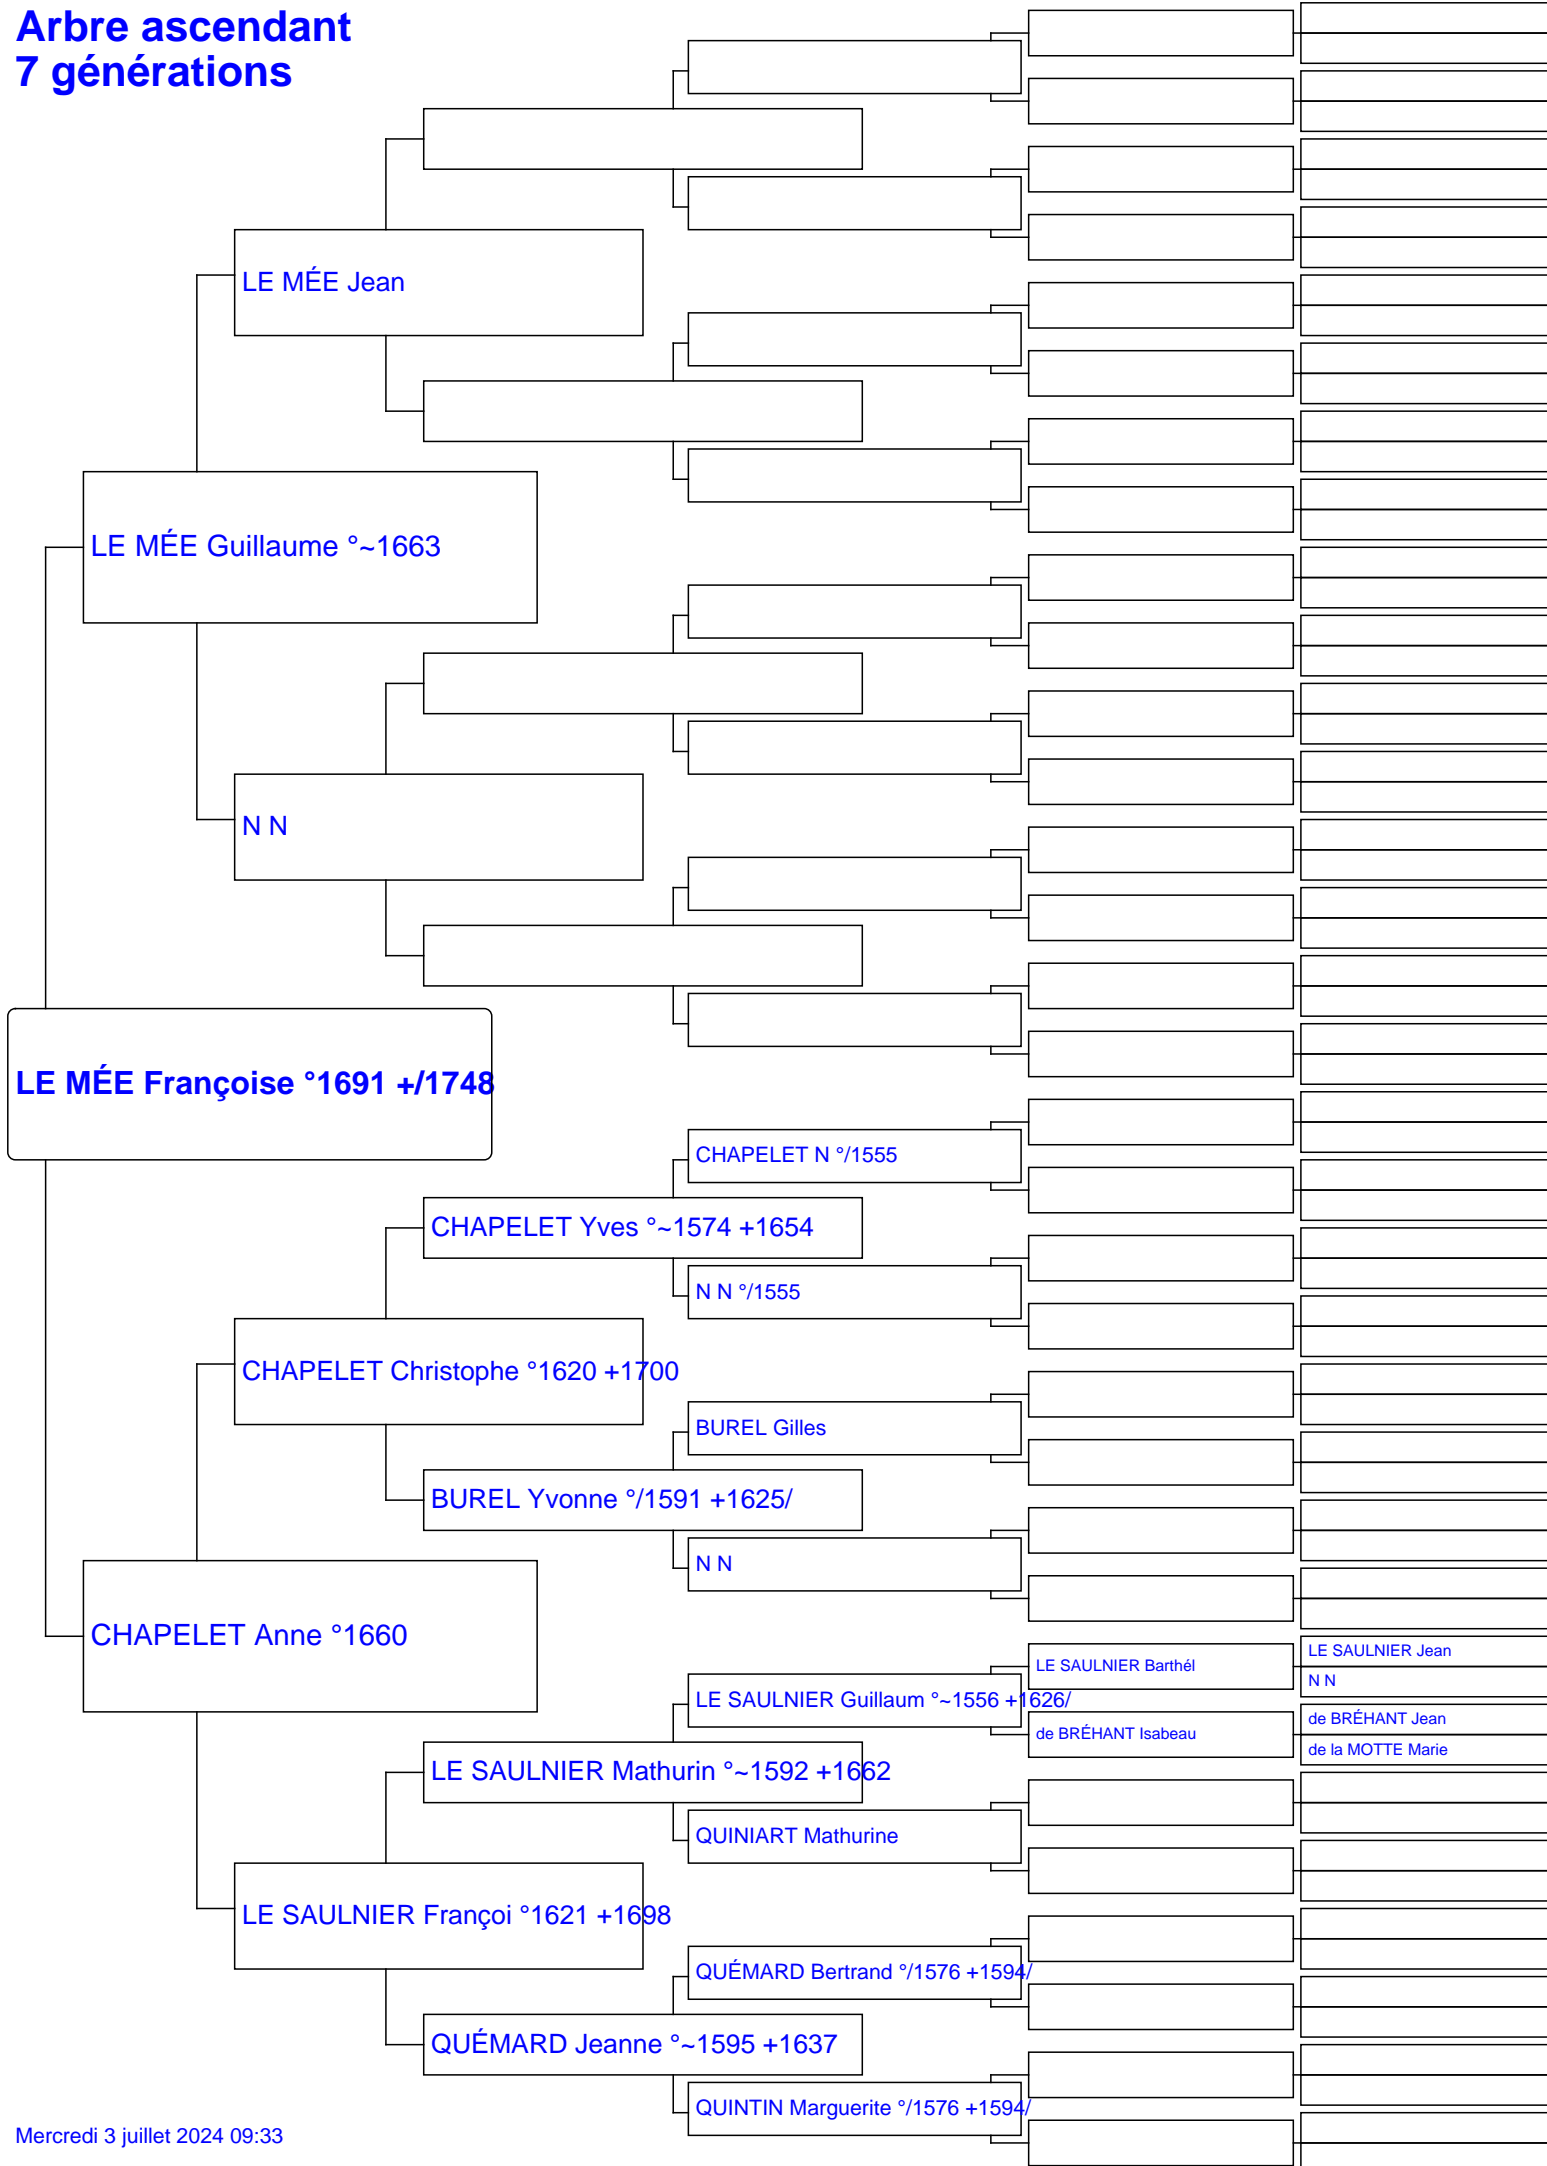 Arbre ascendant
7 générations
LE MÉE Jean
LE MÉE Guillaume °~1663
N N
LE MÉE Françoise °1691 +/1748
CHAPELET N °/1555
CHAPELET Yves °~1574 +1654
N N °/1555
CHAPELET Christophe °1620 +1700
BUREL Gilles
BUREL Yvonne °/1591 +1625/
N N
CHAPELET Anne °1660
LE SAULNIER Jean
LE SAULNIER Barthél
N N
LE SAULNIER Guillaum °~1556 +1626/
de BRÉHANT Jean
de BRÉHANT Isabeau
de la MOTTE Marie
LE SAULNIER Mathurin °~1592 +1662
QUINIART Mathurine
LE SAULNIER Françoi °1621 +1698
QUÉMARD Bertrand °/1576 +1594/
QUÉMARD Jeanne °~1595 +1637
QUINTIN Marguerite °/1576 +1594/
Mercredi 3 juillet 2024 09:33